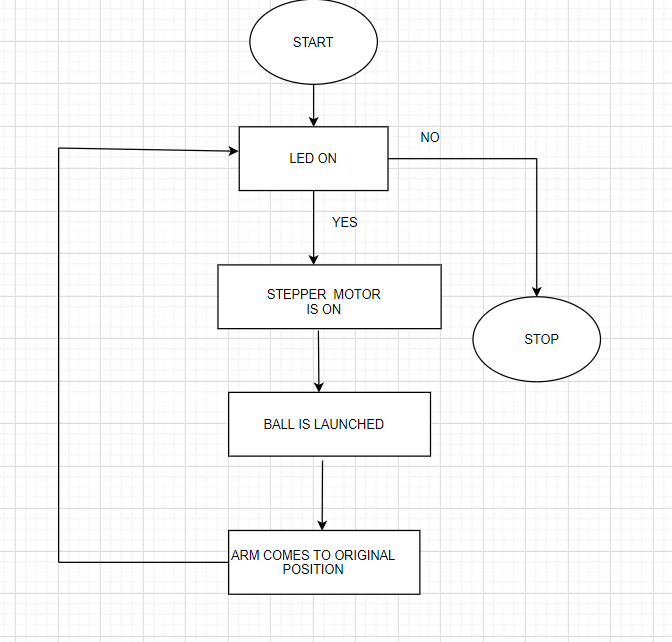 START
LED ON
NO
YES
STEPPER MOTOR
IS ON
STOP
BALL IS LAUNCHED
ARM COMES TO ORIGINAL
POSITION